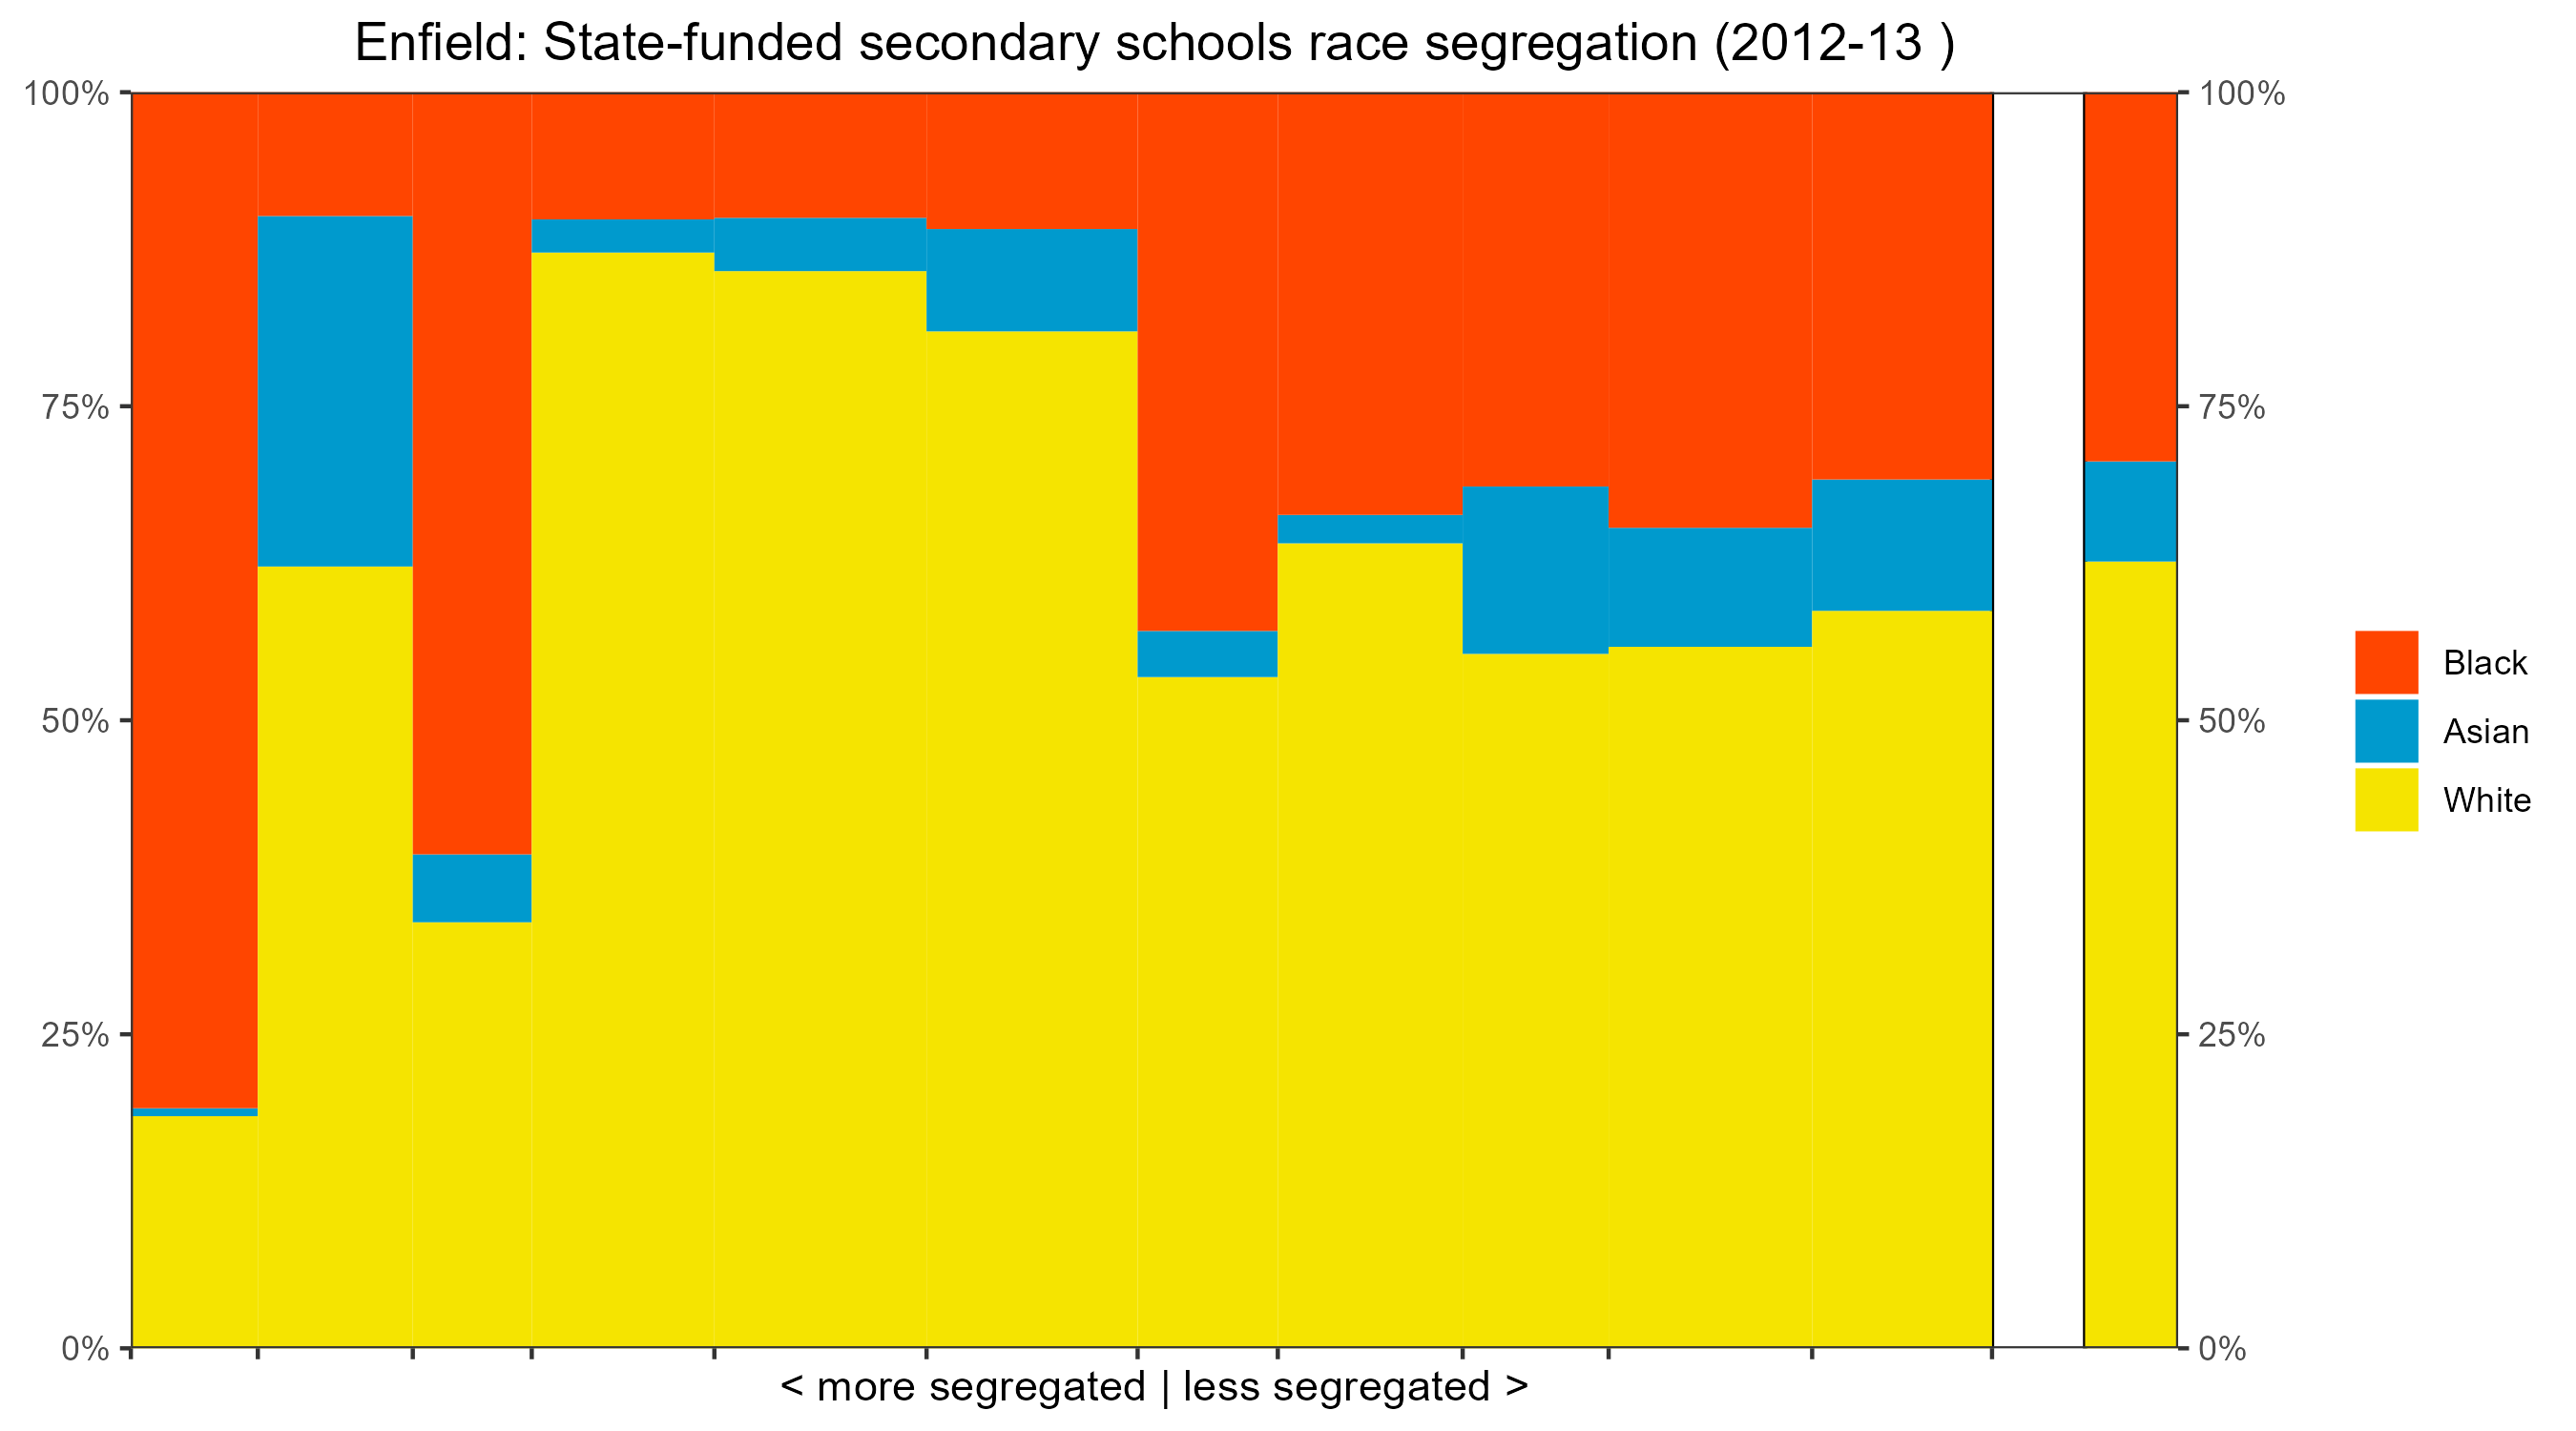 Enfield: State-funded secondary schools race segregation (2012-13 )
100%
75%
50%
25%
0%
100%
75%
50%
25%
0%
Black
Asian
White
< more segregated | less segregated >